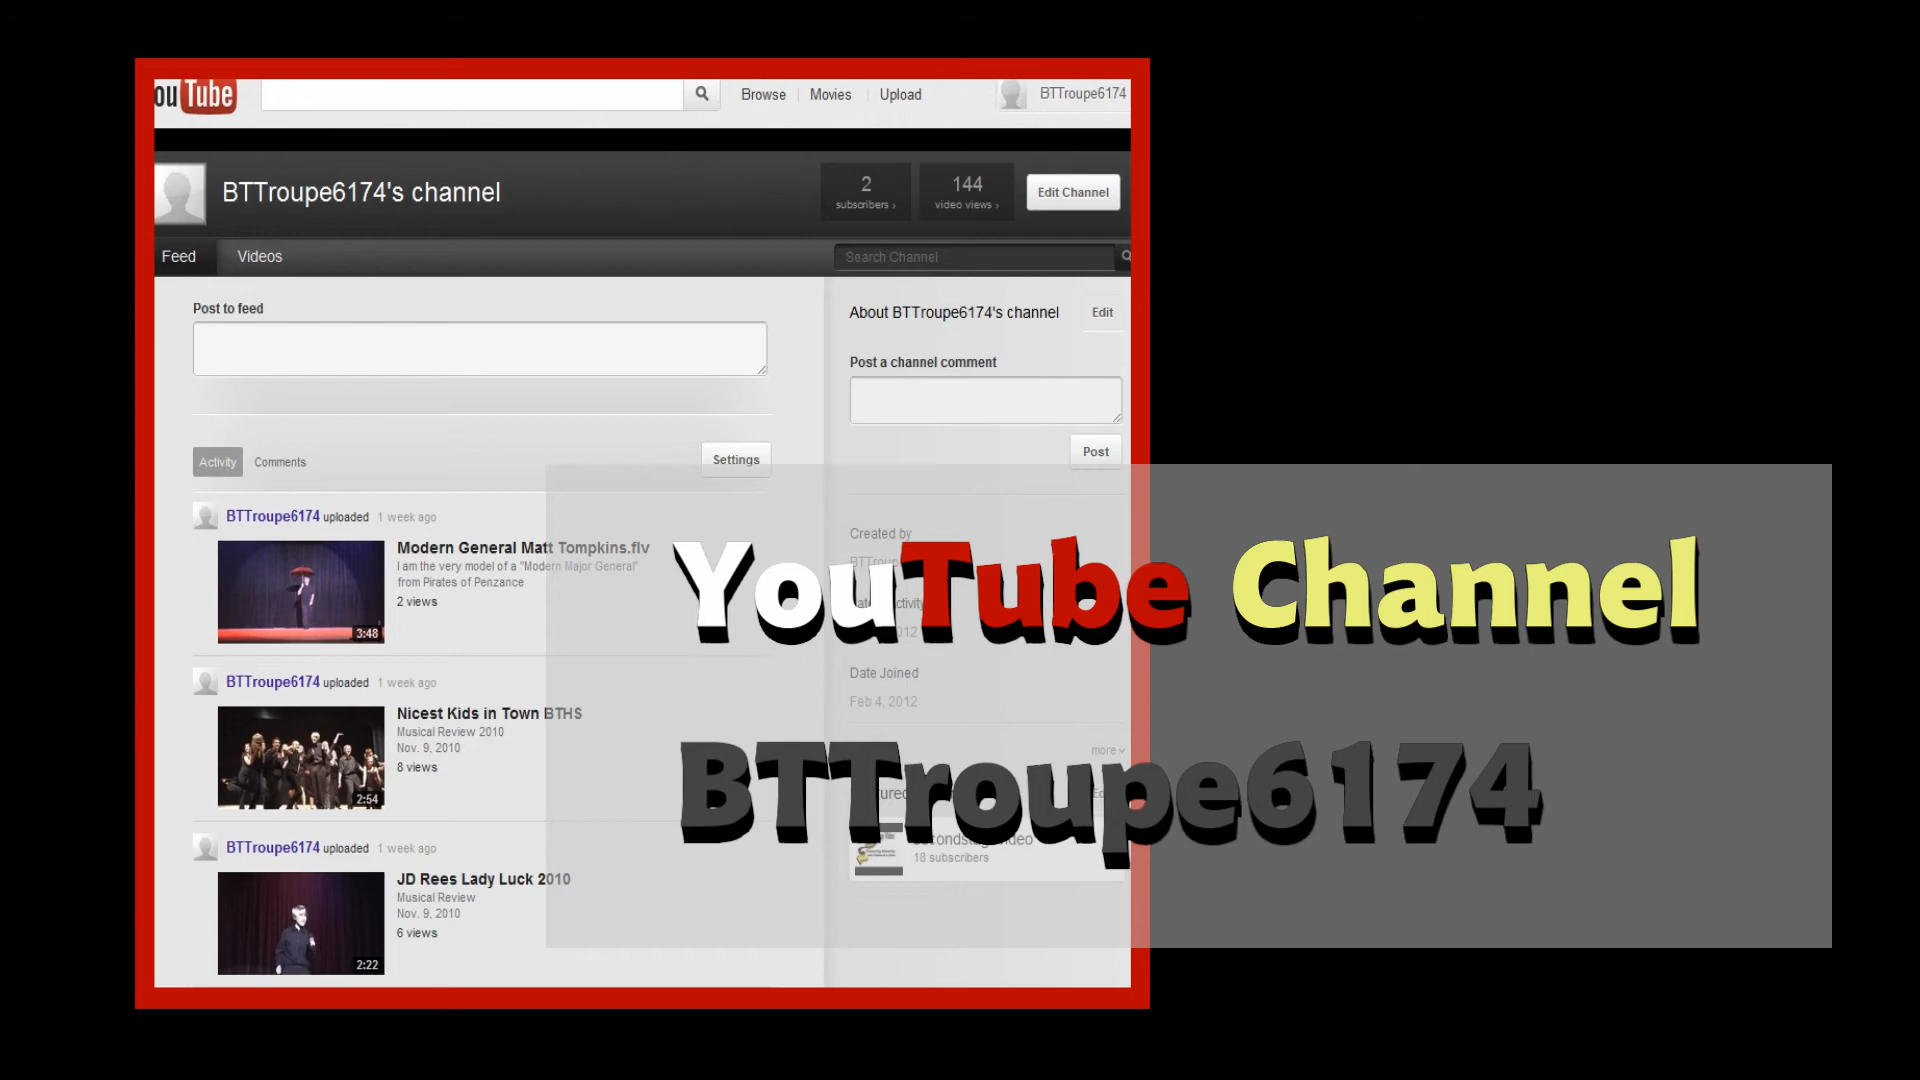 ouTube
Browse
Movies
Upload
BTTroupe6174
BTTroupe6174's channel
2
subscribers ›
144
video views ›
Edit Channel
Feed
Videos
Search Channel
Post to feed
About BTTroupe6174's channel
Edit
Post a channel comment
Post
Activity
Comments
Settings
BTTroupe6174 uploaded 1 week ago
Modern General Matt Tompkins.flv
I am the very model of a "Modern Major General"
from Pirates of Penzance
2 views
3:48
BTTroupe6174 uploaded 1 week ago
Nicest Kids in Town BTHS
Musical Review 2010
Nov. 9, 2010
8 views
2:54
BTTroupe6174 uploaded 1 week ago
JD Rees Lady Luck 2010
Musical Review
Nov. 9, 2010
6 views
2:22
Created by
Date Joined
Feb 4, 2012
more
18 subscribers
YouTube Channel
BTTroupe6174